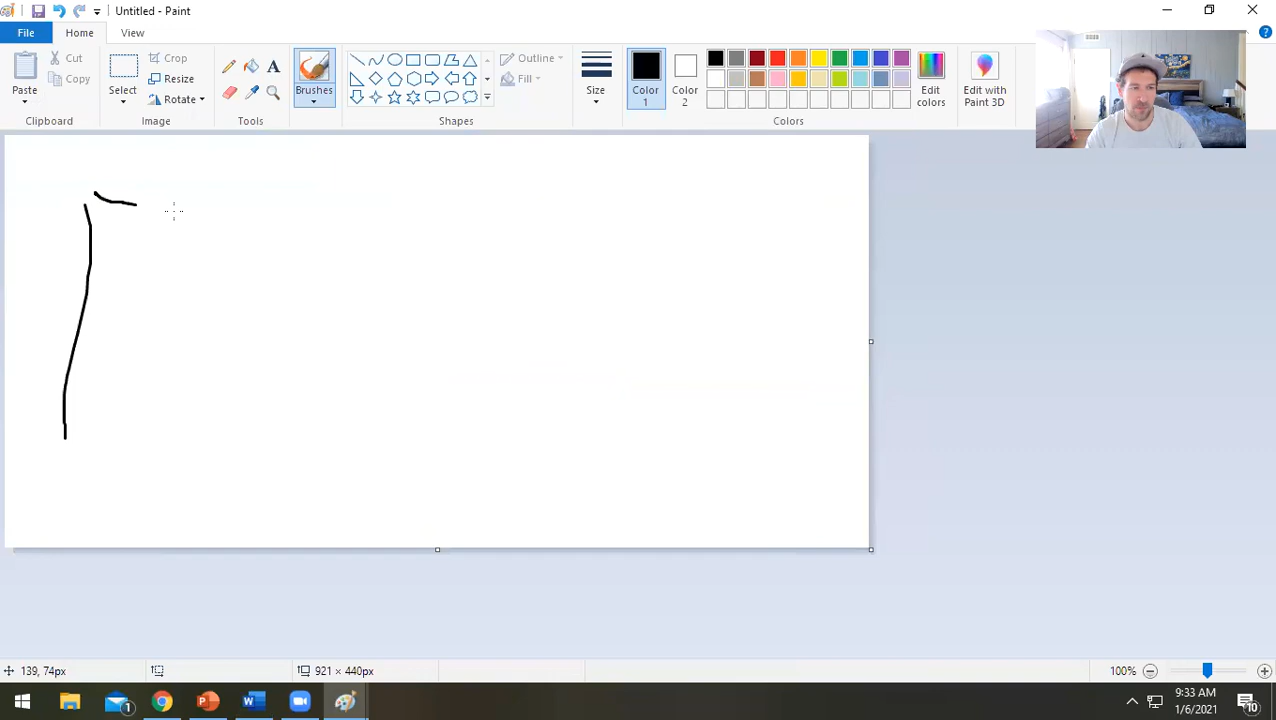 Untitled - Paint
File
Home
View
Paste
Cut
Copy
Clipboard
Select
Crop
Resize
Rotate
Image
A
Tools
Brushes
Shapes
Outline
Fill
Size
Color 1
Color 2
Edit colors
Edit with Paint 3D
Colors
139, 74px
921 × 440px
100%
9:33 AM
1/6/2021
1
10